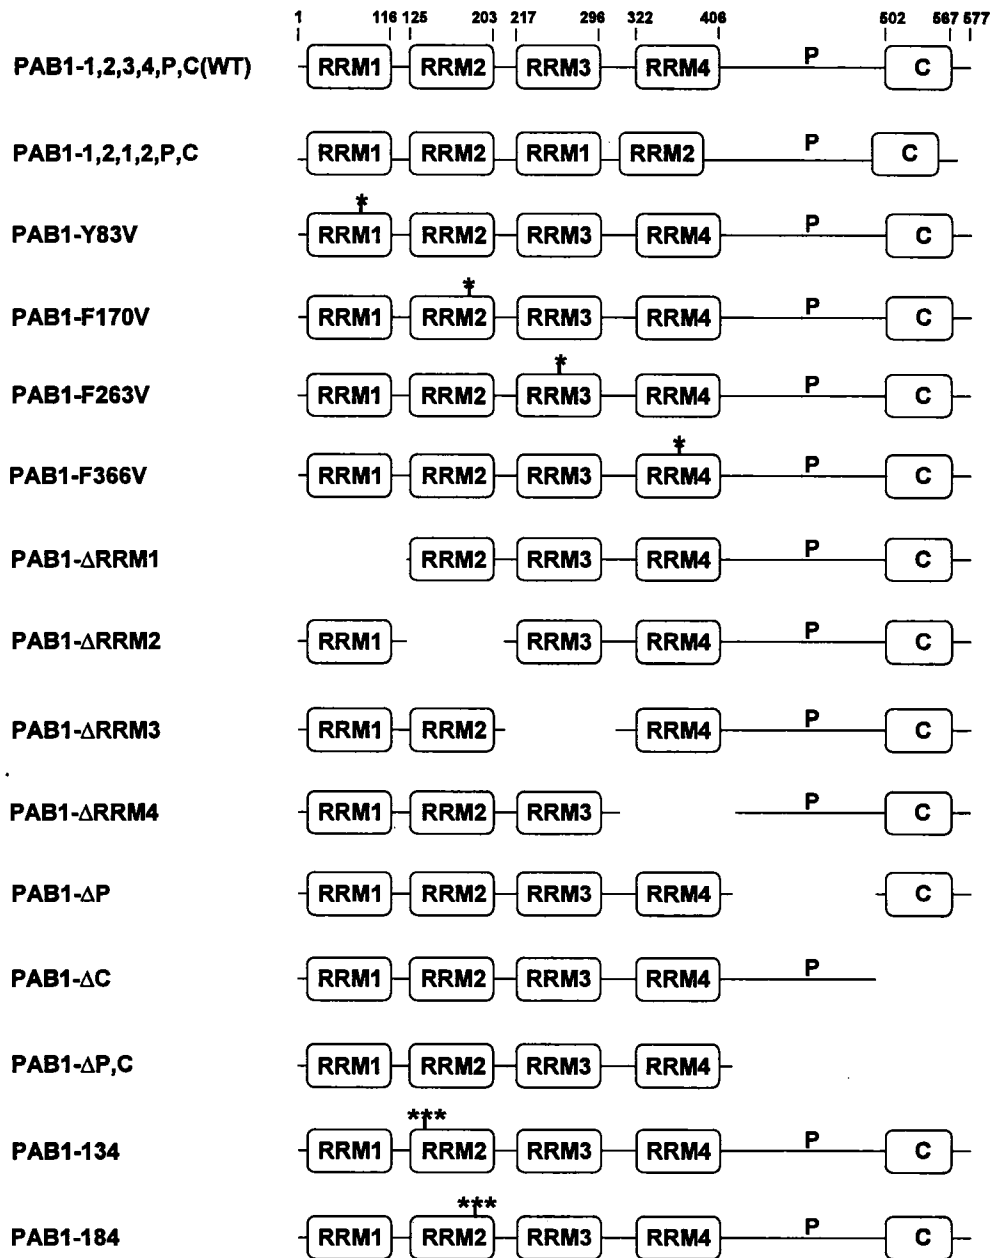 1 116 125 203 217 296 322 406 502 567 577
PAB1-1,2,3,4,P,C(WT) RRM1 RRM2 RRM3 RRM4 P C
PAB1-1,2,1,2,P,C RRM1 RRM2 RRM1 RRM2 P C
*
PAB1-Y83V RRM1 RRM2 RRM3 RRM4 P C
*
PAB1-F170V RRM1 RRM2 RRM3 RRM4 P C
*
PAB1-F263V RRM1 RRM2 RRM3 RRM4 P C
*
PAB1-F366V RRM1 RRM2 RRM3 RRM4 P C
PAB1-ΔRRM1 RRM2 RRM3 RRM4 P C
PAB1-ΔRRM2 RRM1 RRM3 RRM4 P C
PAB1-ΔRRM3 RRM1 RRM2 RRM4 P C
PAB1-ΔRRM4 RRM1 RRM2 RRM3 P C
PAB1-ΔP RRM1 RRM2 RRM3 RRM4 C
PAB1-ΔC RRM1 RRM2 RRM3 RRM4 P
PAB1-ΔP,C RRM1 RRM2 RRM3 RRM4
***
PAB1-134 RRM1 RRM2 RRM3 RRM4 P C
***
PAB1-184 RRM1 RRM2 RRM3 RRM4 P C